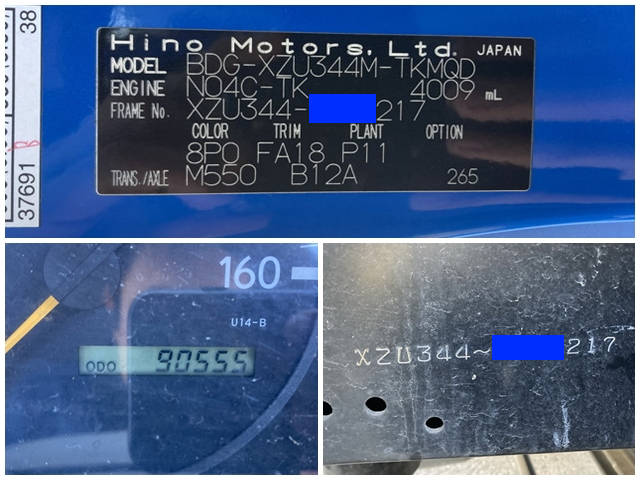 Hino Motors, Ltd. JAPAN
MODEL BDG-XZU344M-TKMQD
ENGINE N04C-TK 4009 mL
FRAME No. XZU344- 217
COLOR TRIM PLANT OPTION
8P0 FA18 P11
TRANS./AXLE M550 B12A 265
38
37691
160
U14-B
ODO 90555
XZU344~ 217